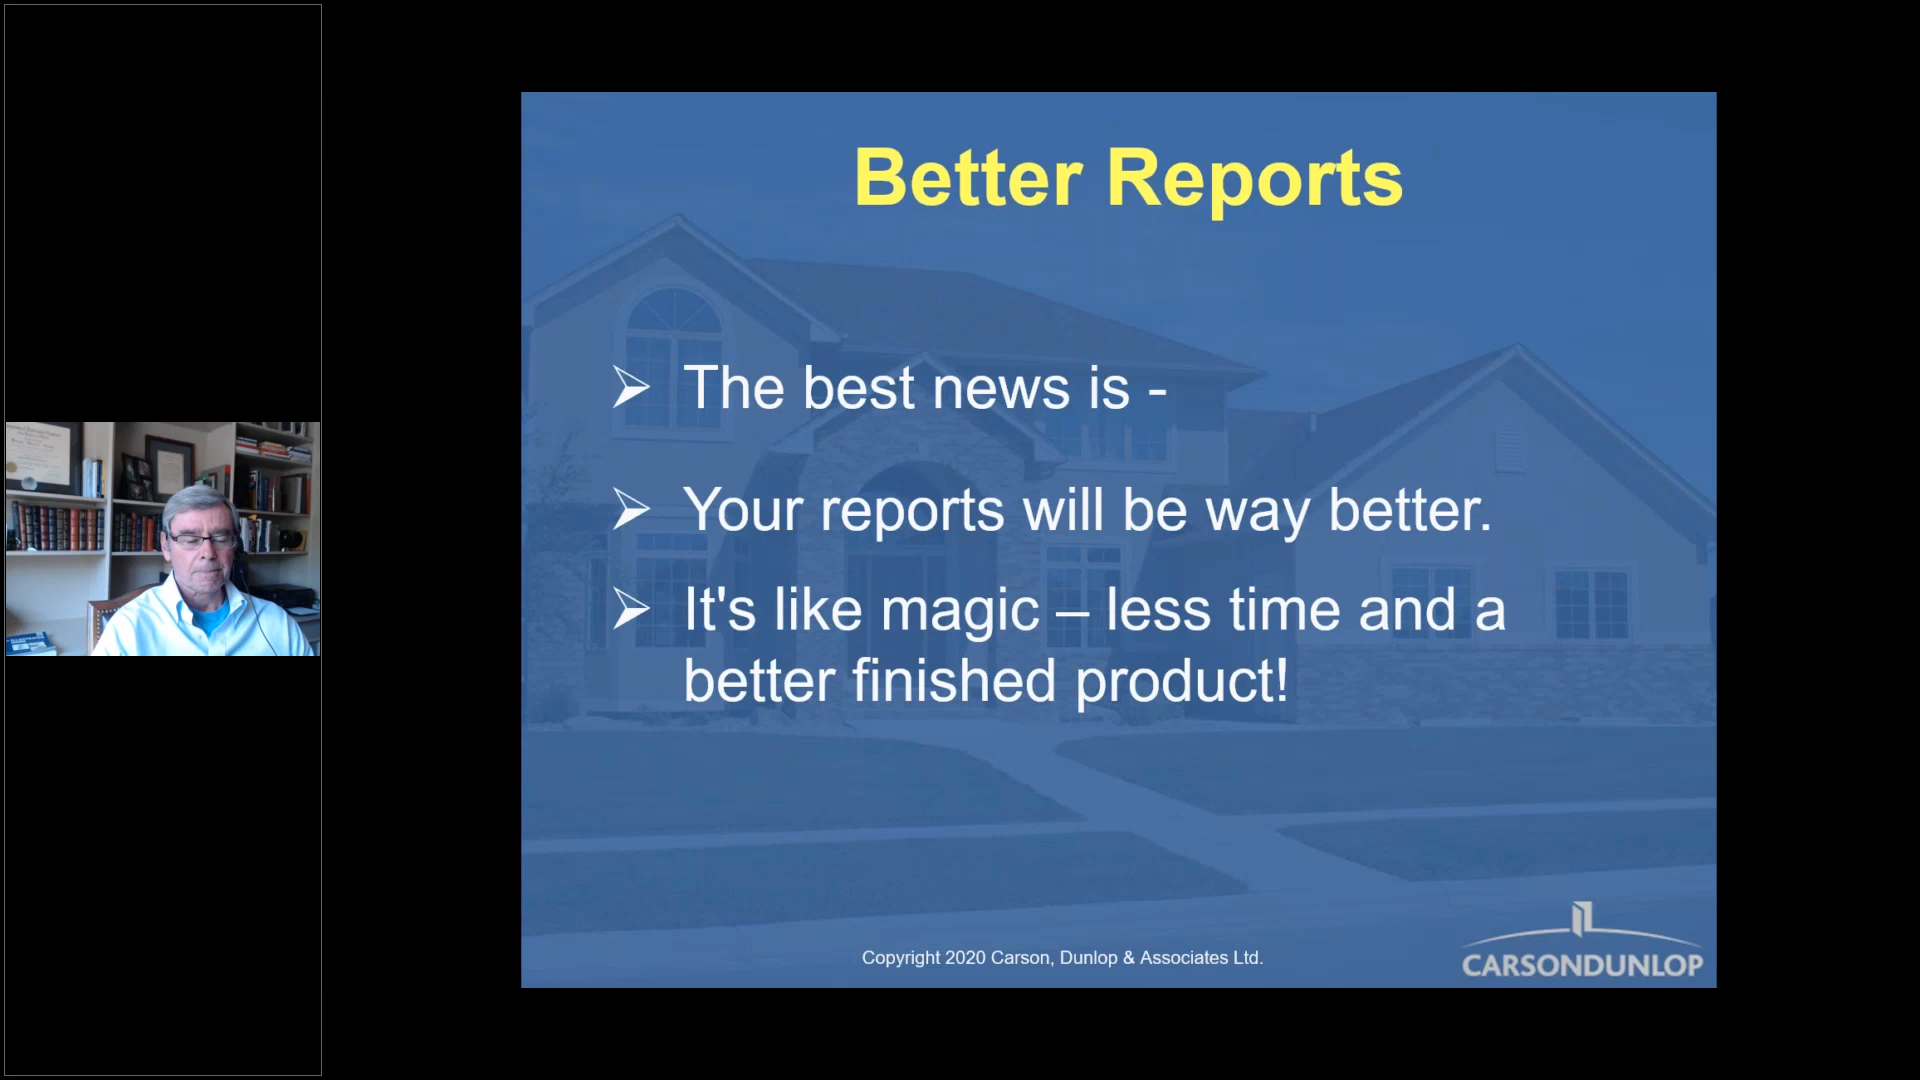 Better Reports
The best news is -
Your reports will be way better.
It's like magic – less time and a
better finished product!
Copyright 2020 Carson, Dunlop & Associates Ltd.
CARSONDUNLOP